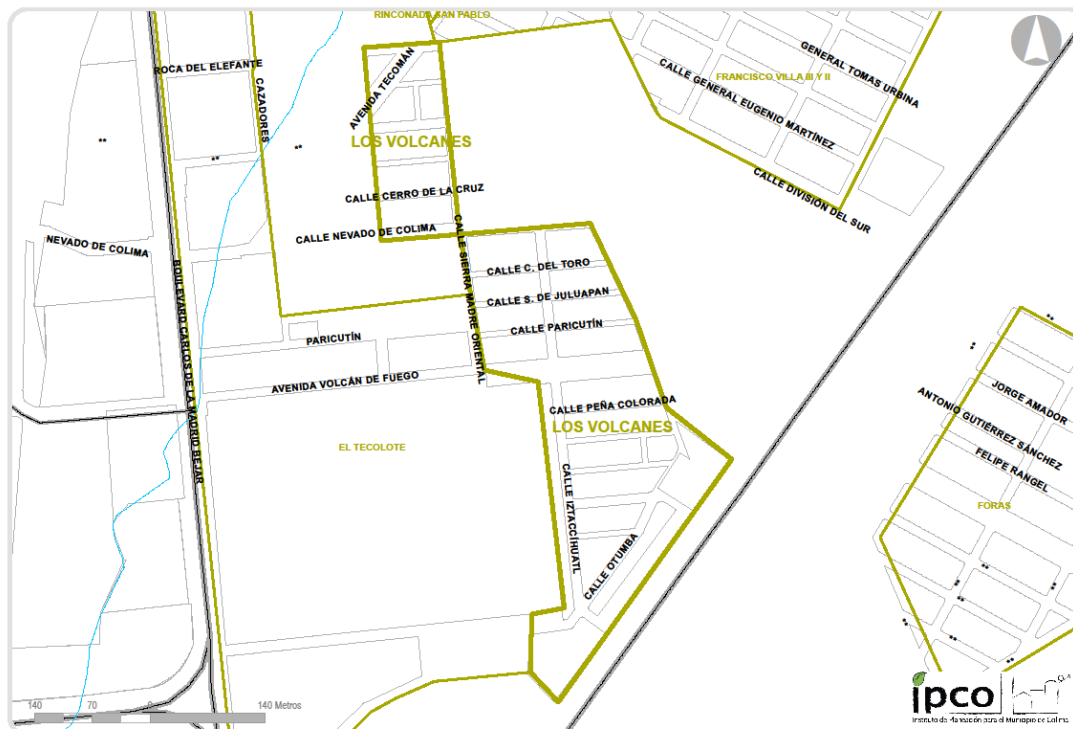 RINCONADA SAN PABLO
ROCA DEL ELEFANTE
CAZADORES
AVENIDA TECOMÁN
GENERAL TOMAS URBINA
FRANCISCO VILLA III Y II
CALLE GENERAL EUGENIO MARTÍNEZ
LOS VOLCANES
**
**
**
CALLE DIVISIÓN DEL SUR
CALLE CERRO DE LA CRUZ
CALLE NEVADO DE COLIMA
NEVADO DE COLIMA
BOULEVARD CARLOS DE LA MADRID BEJAR
CALLE SIERRA MADRE ORIENTAL
CALLE C. DEL TORO
CALLE S. DE JULUAPAN
CALLE PARICUTÍN
PARICUTÍN
AVENIDA VOLCÁN DE FUEGO
**
**
JORGE AMADOR
ANTONIO GUTIÉRREZ SÁNCHEZ
FELIPE RANGEL
CALLE PEÑA COLORADA
LOS VOLCANES
EL TECOLOTE
CALLE IZTACCÍHUATL
CALLE OTUMBA
FORAS
**
**
**
**
**
**
140 70 0 140 Metros
ipco
Instituto de Planeación para el Municipio de Colima